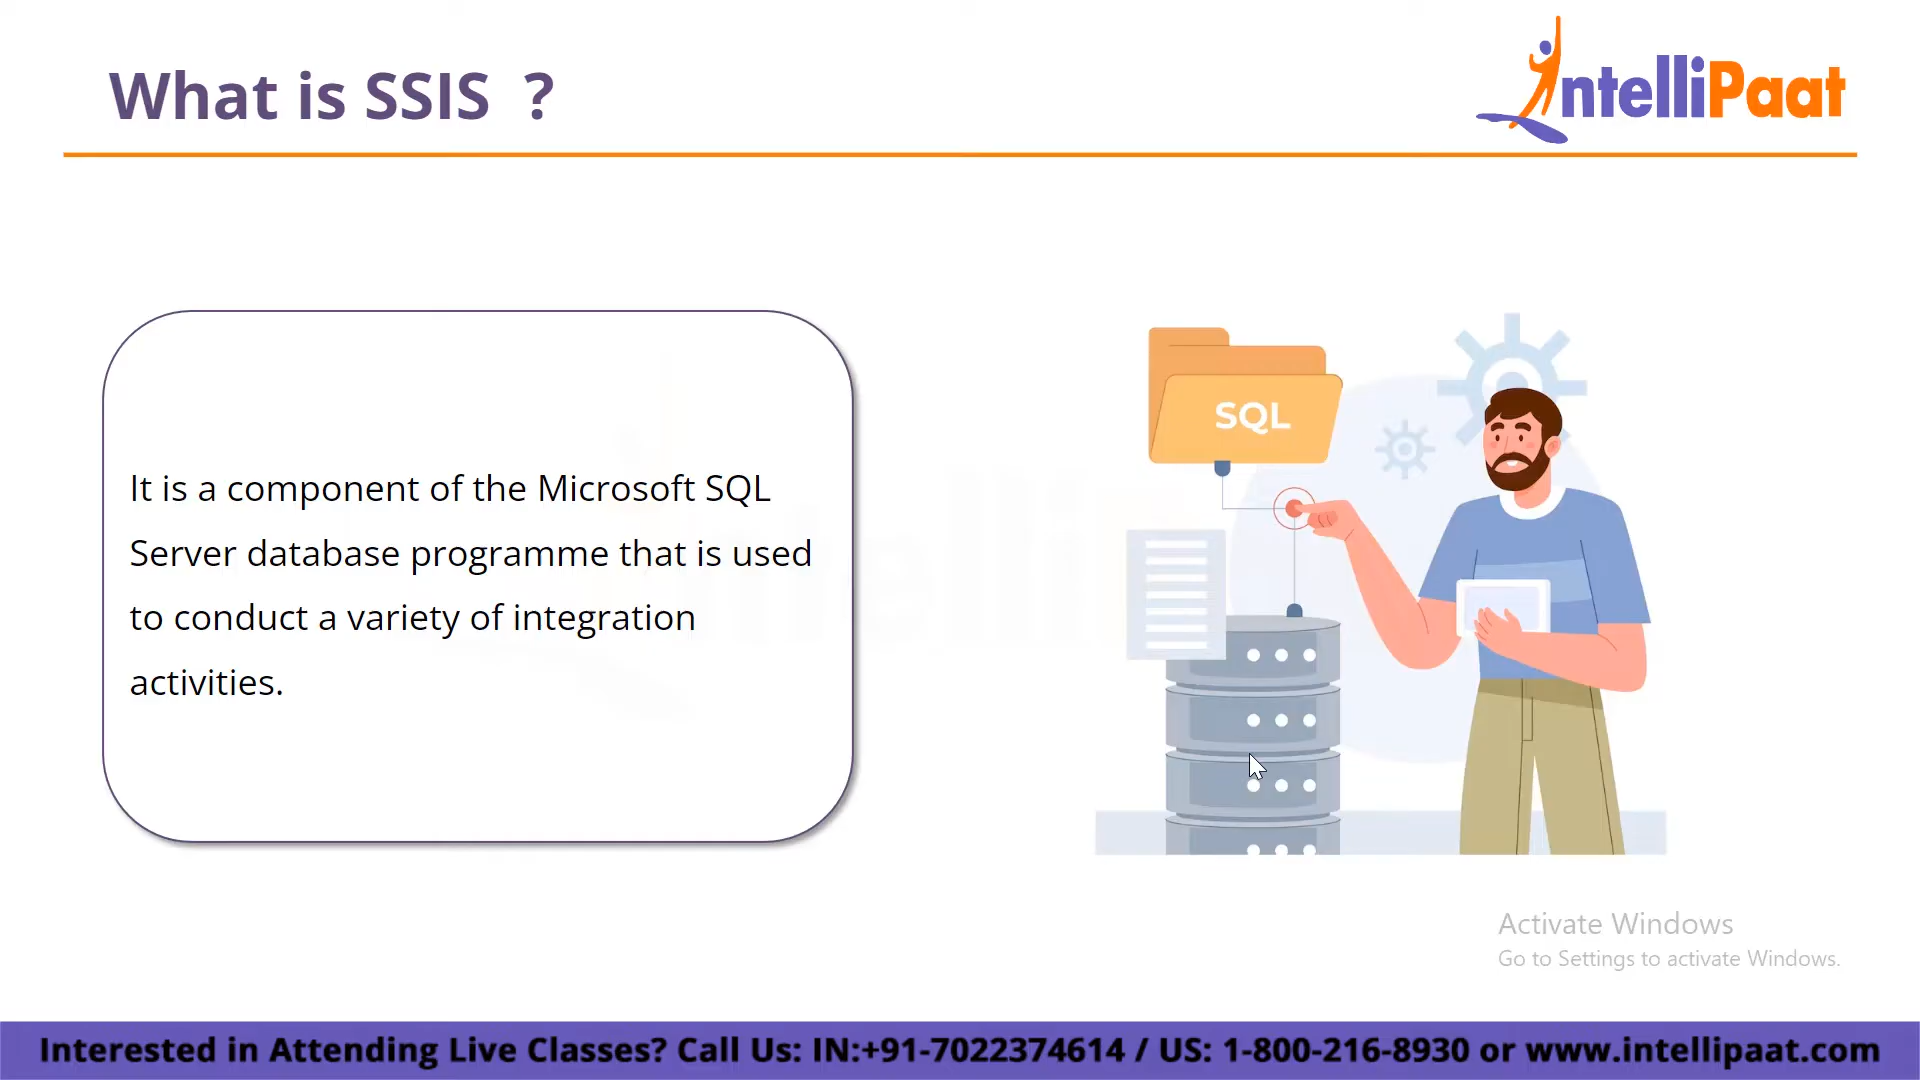 What is SSIS ?
IntelliPaat
It is a component of the Microsoft SQL
Server database programme that is used
to conduct a variety of integration
activities.
SQL
Activate Windows
Go to Settings to activate Windows.
Interested in Attending Live Classes? Call Us: IN:+91-7022374614 / US: 1-800-216-8930 or www.intellipaat.com